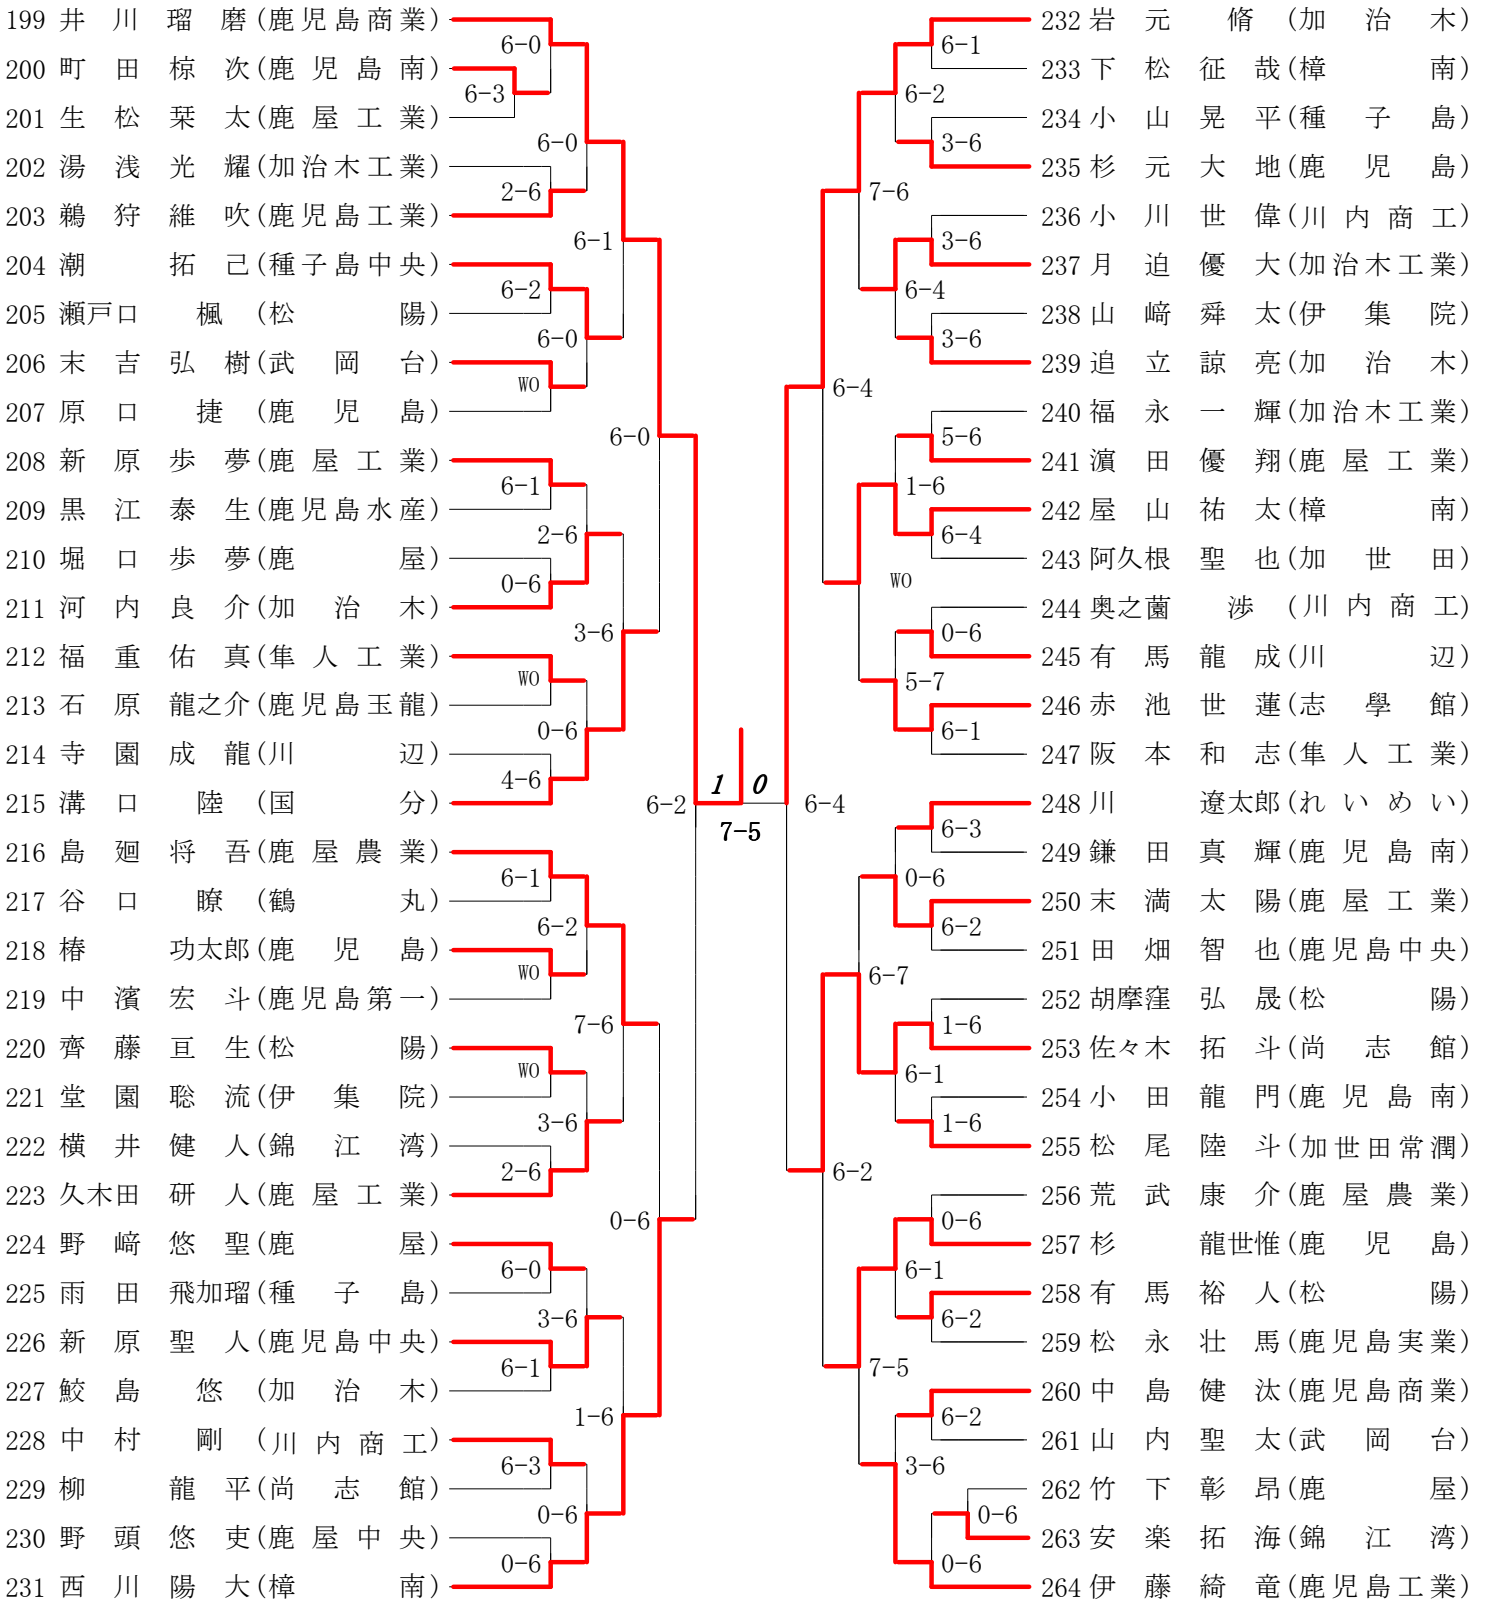 199 井川瑠磨(鹿児島商業)
6-0
200 町田椋次(鹿児島南)
6-3
201 生松栞太(鹿屋工業)
6-0
202 湯浅光耀(加治木工業)
2-6
203 鵜狩維吹(鹿児島工業)
6-1
204 潮拓己(種子島中央)
6-2
205 瀬戸口楓(松陽)
6-0
206 末吉弘樹(武岡台)
WO
207 原口捷(鹿児島)
6-0
208 新原歩夢(鹿屋工業)
6-1
209 黒江泰生(鹿児島水産)
2-6
210 堀口歩夢(鹿屋)
0-6
211 河内良介(加治木)
3-6
212 福重佑真(隼人工業)
WO
213 石原龍之介(鹿児島玉龍)
0-6
214 寺園成龍(川辺)
4-6
215 溝口陸(国分)
6-2
216 島廻将吾(鹿屋農業)
6-1
217 谷口瞭(鶴丸)
6-2
218 椿功太郎(鹿児島)
WO
219 中濱宏斗(鹿児島第一)
7-6
220 齊藤亘生(松陽)
WO
221 堂園聡流(伊集院)
3-6
222 横井健人(錦江湾)
2-6
223 久木田研人(鹿屋工業)
0-6
224 野﨑悠聖(鹿屋)
6-0
225 雨田飛加瑠(種子島)
3-6
226 新原聖人(鹿児島中央)
6-1
227 鮫島悠(加治木)
1-6
228 中村剛(川内商工)
6-3
229 柳龍平(尚志館)
0-6
230 野頭悠吏(鹿屋中央)
0-6
231 西川陽大(樟南)
1 0
7-5
232 岩元脩(加治木)
6-1
233 下松征哉(樟南)
6-2
234 小山晃平(種子島)
3-6
235 杉元大地(鹿児島)
7-6
236 小川世偉(川内商工)
3-6
237 月迫優大(加治木工業)
6-4
238 山﨑舜太(伊集院)
3-6
239 追立諒亮(加治木)
6-4
240 福永一輝(加治木工業)
5-6
241 濵田優翔(鹿屋工業)
1-6
242 屋山祐太(樟南)
6-4
243 阿久根聖也(加世田)
WO
244 奥之薗渉(川内商工)
0-6
245 有馬龍成(川辺)
5-7
246 赤池世蓮(志學館)
6-1
247 阪本和志(隼人工業)
6-4
248 川遼太郎(れいめい)
6-3
249 鎌田真輝(鹿児島南)
0-6
250 末満太陽(鹿屋工業)
6-2
251 田畑智也(鹿児島中央)
6-7
252 胡摩窪弘晟(松陽)
1-6
253 佐々木拓斗(尚志館)
6-1
254 小田龍門(鹿児島南)
1-6
255 松尾陸斗(加世田常潤)
6-2
256 荒武康介(鹿屋農業)
0-6
257 杉龍世惟(鹿児島)
6-1
258 有馬裕人(松陽)
6-2
259 松永壮馬(鹿児島実業)
7-5
260 中島健汰(鹿児島商業)
6-2
261 山内聖太(武岡台)
3-6
262 竹下彰昂(鹿屋)
0-6
263 安楽拓海(錦江湾)
0-6
264 伊藤綺竜(鹿児島工業)